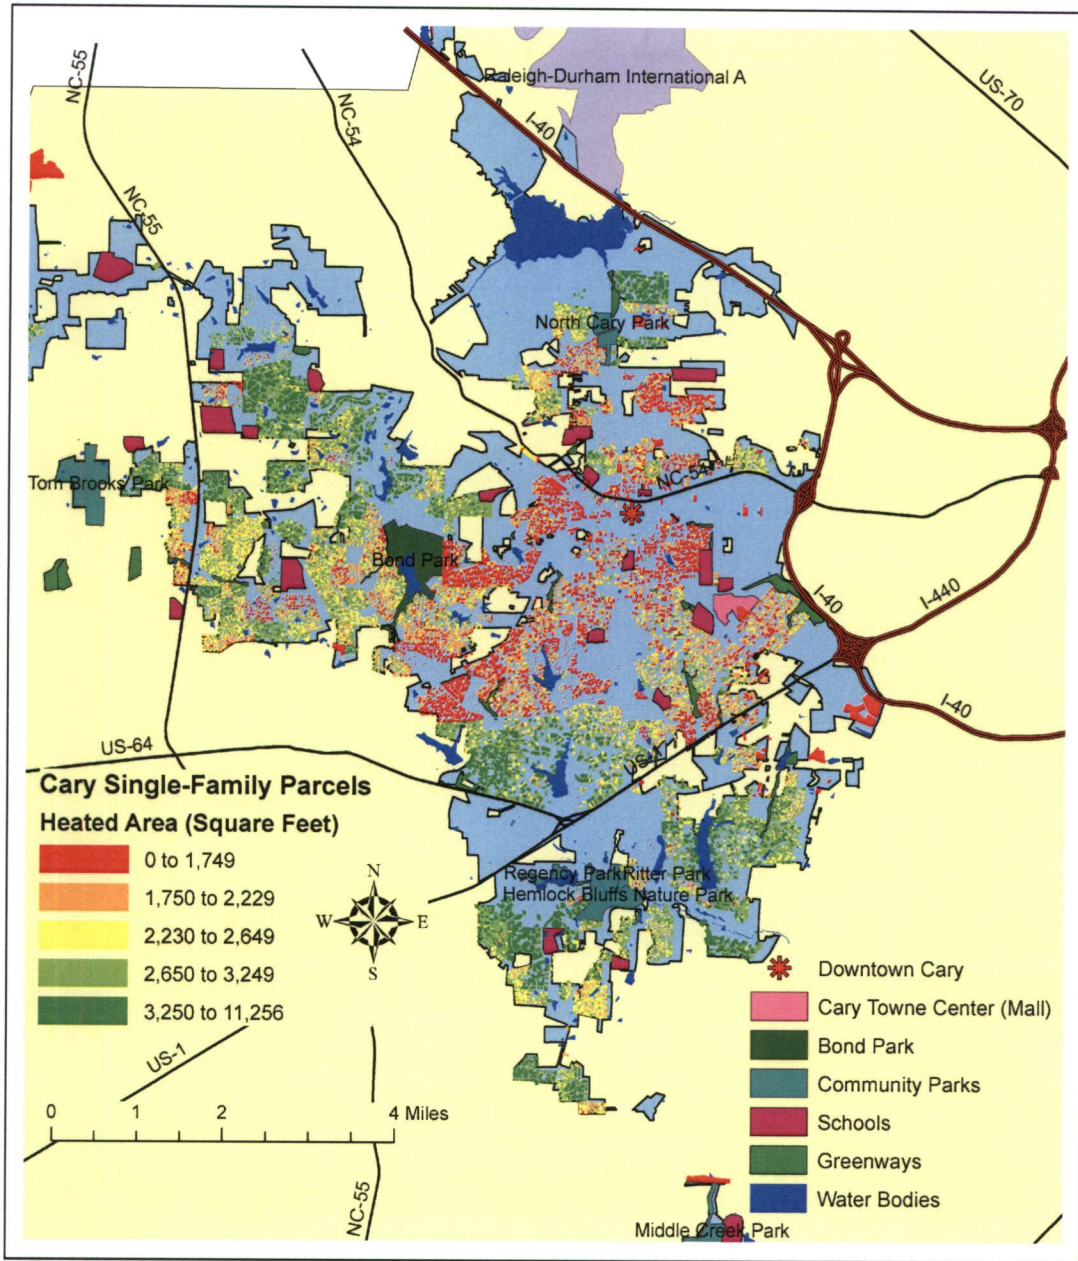 Raleigh-Durham International A
US-70
NC-55
NC-54
I-40
NC-55
North Cary Park
Tom Brooks Park
NC-54
Bond Park
I-40
I-440
I-40
US-64
US-1
Cary Single-Family Parcels
Heated Area (Square Feet)
0 to 1,749
1,750 to 2,229
2,230 to 2,649
2,650 to 3,249
3,250 to 11,256
N
W
E
S
Regency Park
Ritter Park
Hemlock Bluffs Nature Park
Downtown Cary
Cary Towne Center (Mall)
Bond Park
Community Parks
Schools
Greenways
Water Bodies
US-1
0 1 2 4 Miles
NC-55
Middle Creek Park